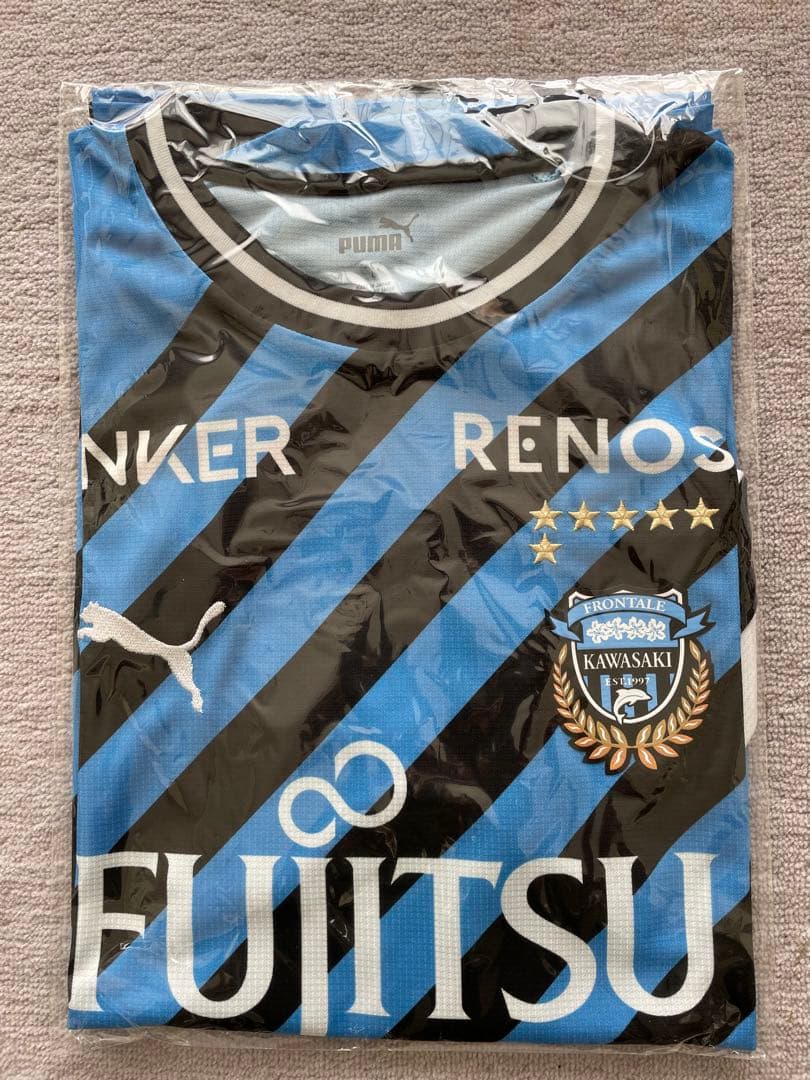 PUMA
NKER
RENOS
FRONTALE
KAWASAKI
EST.1997
FUJITSU